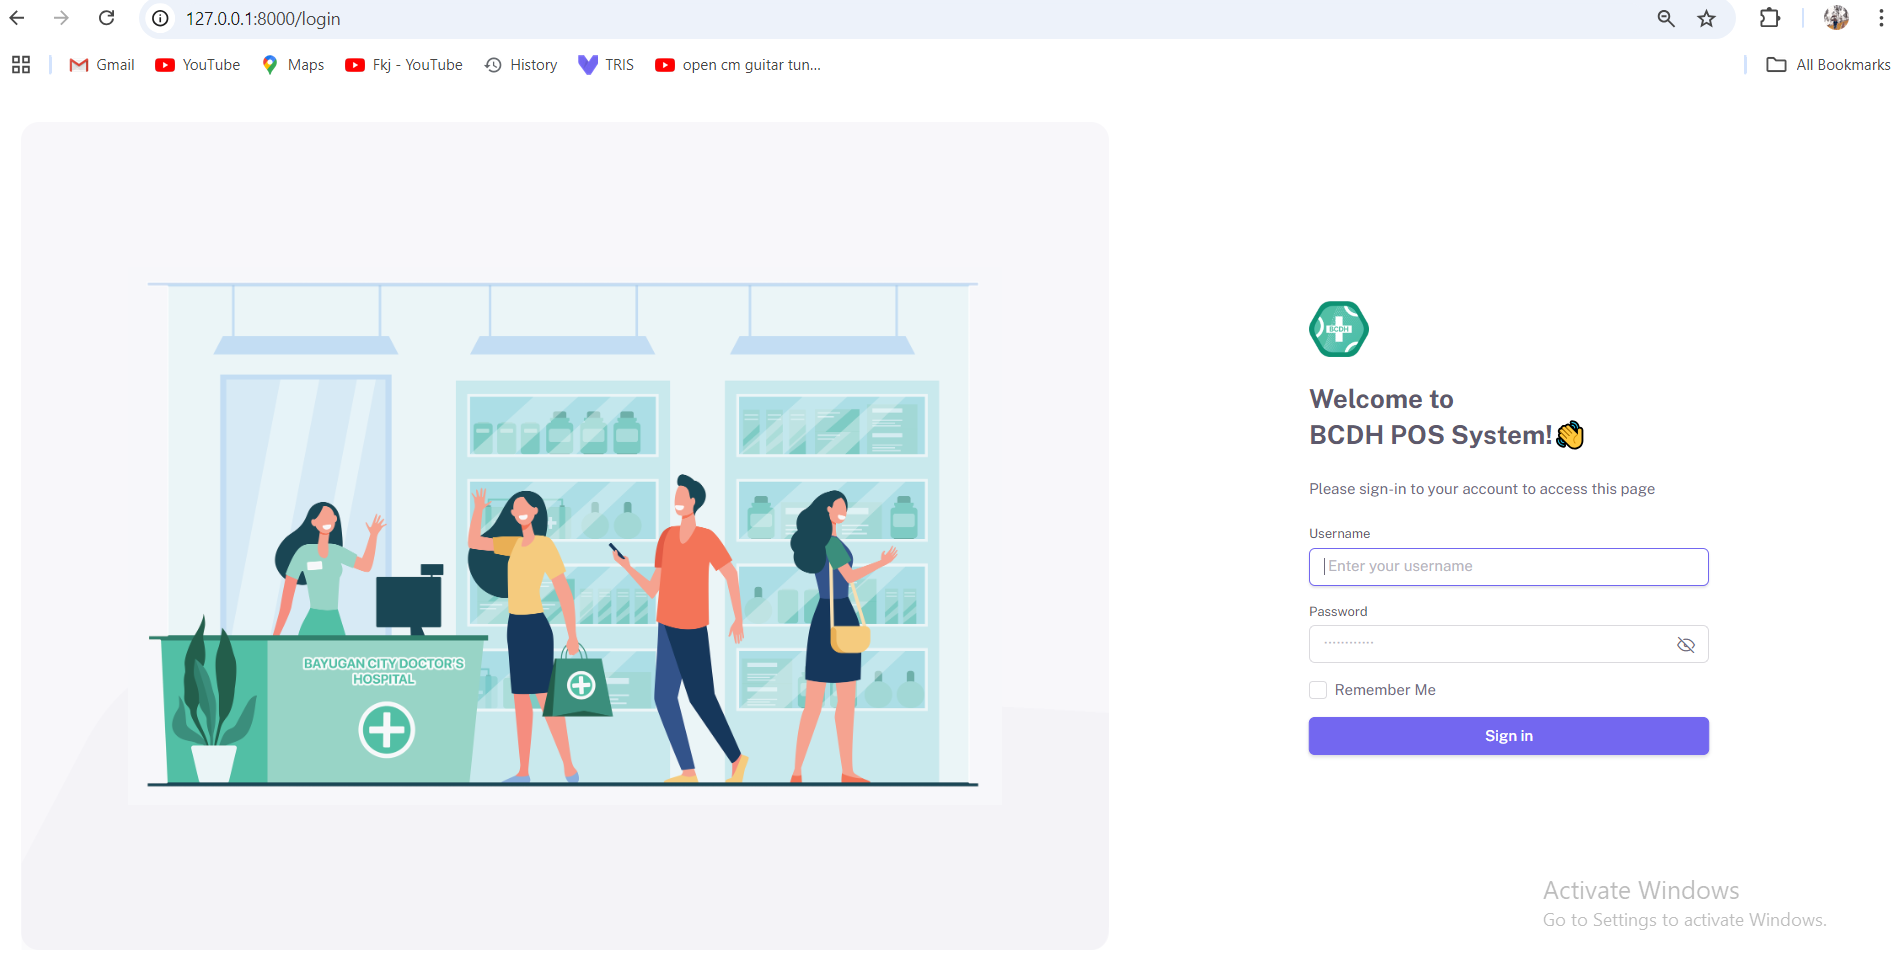 127.0.0.1:8000/login
Gmail YouTube Maps Fkj - YouTube History TRIS open cm guitar tun... All Bookmarks
BCDH
Welcome to
BCDH POS System!👋
Please sign-in to your account to access this page
Username
Enter your username
Password
............
Remember Me
Sign in
BAYUGAN CITY DOCTOR'S
HOSPITAL
Activate Windows
Go to Settings to activate Windows.